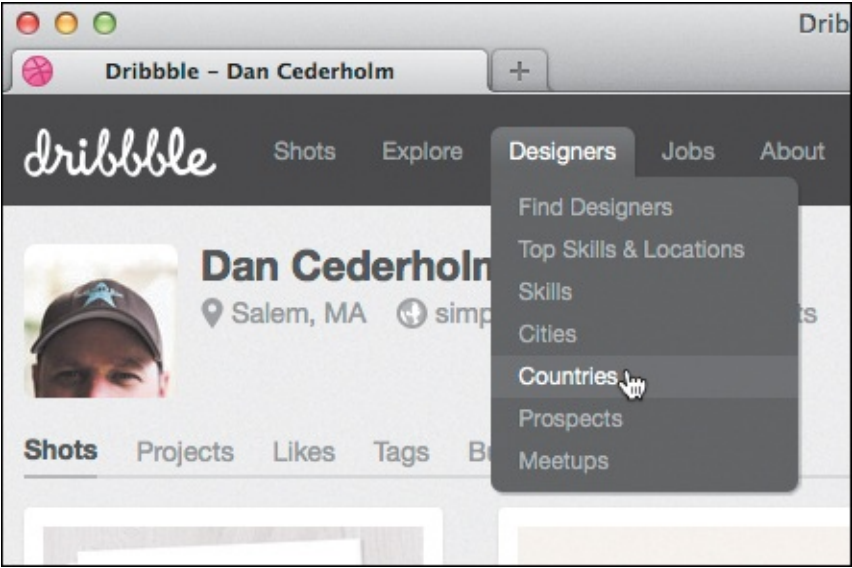 Drib
Dribbble – Dan Cederholm
dribbble
Shots Explore Designers Jobs About
Find Designers
Top Skills & Locations
Skills
Cities
Countries
Prospects
Meetups
Dan
Salem, MA
Shots Projects Likes Tags